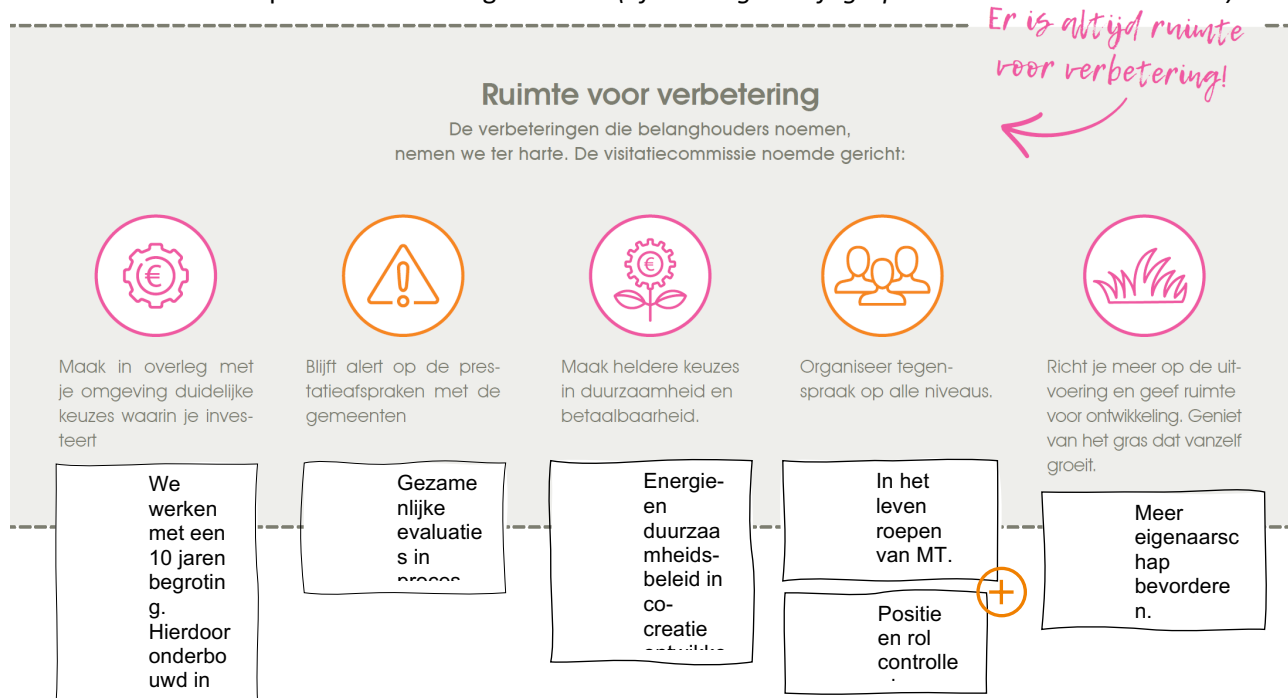 Er is altijd ruimte
voor verbetering!
Ruimte voor verbetering
De verbeteringen die belanghouders noemen,
nemen we ter harte. De visitatiecommissie noemde gericht:
Maak in overleg met
je omgeving duidelijke
keuzes waarin je inves-
teert
We
werken
met een
10 jaren
begrotin
g.
Hierdoor
onderbo
uwd in
Blijft alert op de pres-
tatieafspraken met de
gemeenten
Gezame
nlijke
evaluatie
s in
proces
Maak heldere keuzes
in duurzaamheid en
betaalbaarheid.
Energie-
en
duurzaa
mheids-
beleid in
co-
creatie
Organiseer tegen-
spraak op alle niveaus.
In het
leven
roepen
van MT.
Positie
en rol
controlle
Richt je meer op de uit-
voering en geef ruimte
voor ontwikkeling. Geniet
van het gras dat vanzelf
groeit.
Meer
eigenaarsc
hap
bevordere
n.